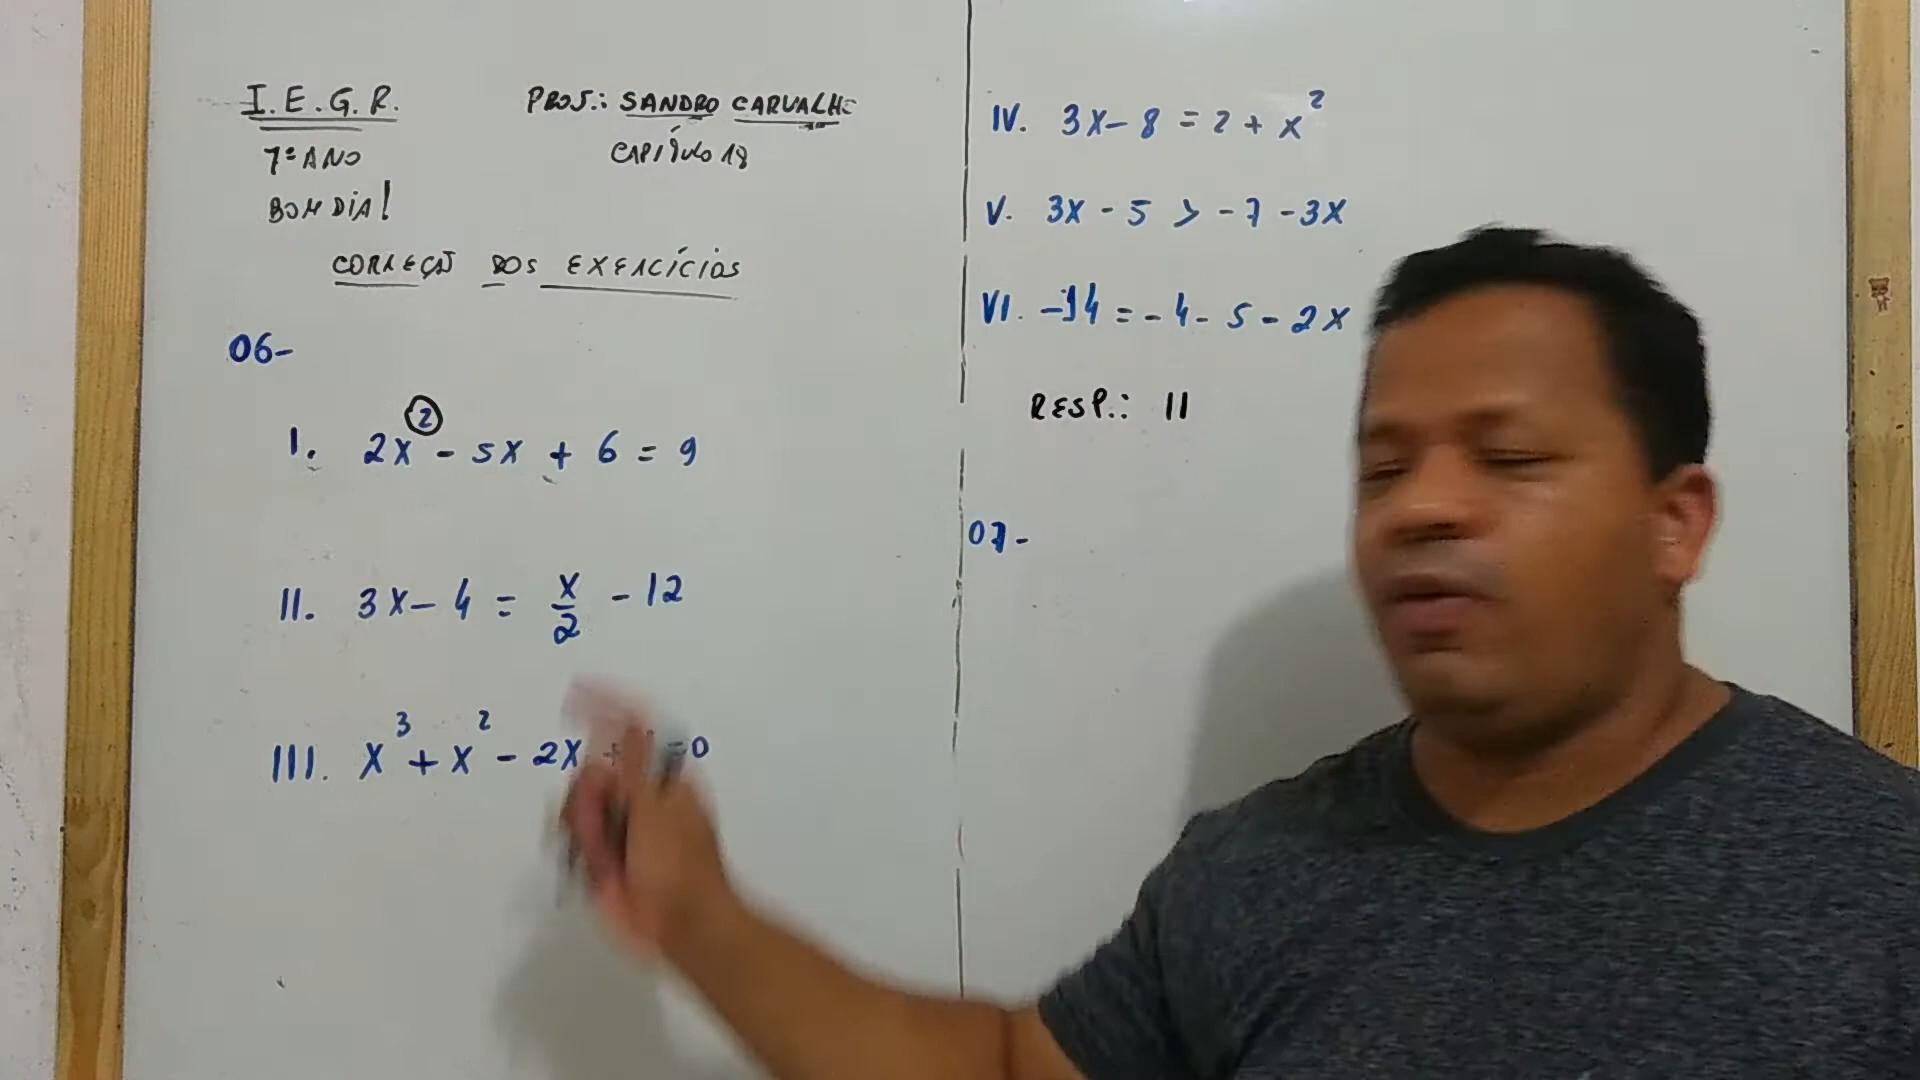 I.E.G.R.
PROF.: SANDRO CARVALHO
7º ANO
CAPÍTULO 18
BOM DIA!
CORREÇÃO DOS EXERCÍCIOS
06-
I. 2x² - 5x + 6 = 9
II. 3x - 4 = x/2 - 12
III. x³ + x² - 2x + =0
IV. 3x - 8 = 2 + x²
V. 3x - 5 > -7 - 3x
VI. -14 = -4 - 5 - 2x
RESP.: II
07-